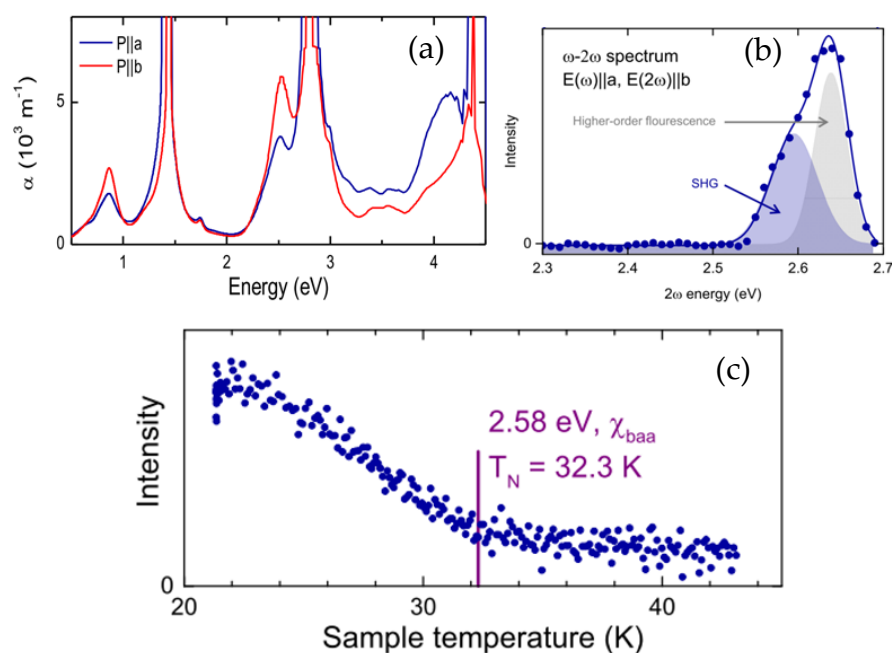 (a)
P||a
P||b
5
0
α (10³ m⁻¹)
1 2 3 4
Energy (eV)
(b)
ω-2ω spectrum
E(ω)||a, E(2ω)||b
Higher-order flourescence
SHG
Intensity
0
2.3 2.4 2.5 2.6 2.7
2ω energy (eV)
(c)
Intensity
0
2.58 eV, χbaa
TN = 32.3 K
20 30 40
Sample temperature (K)